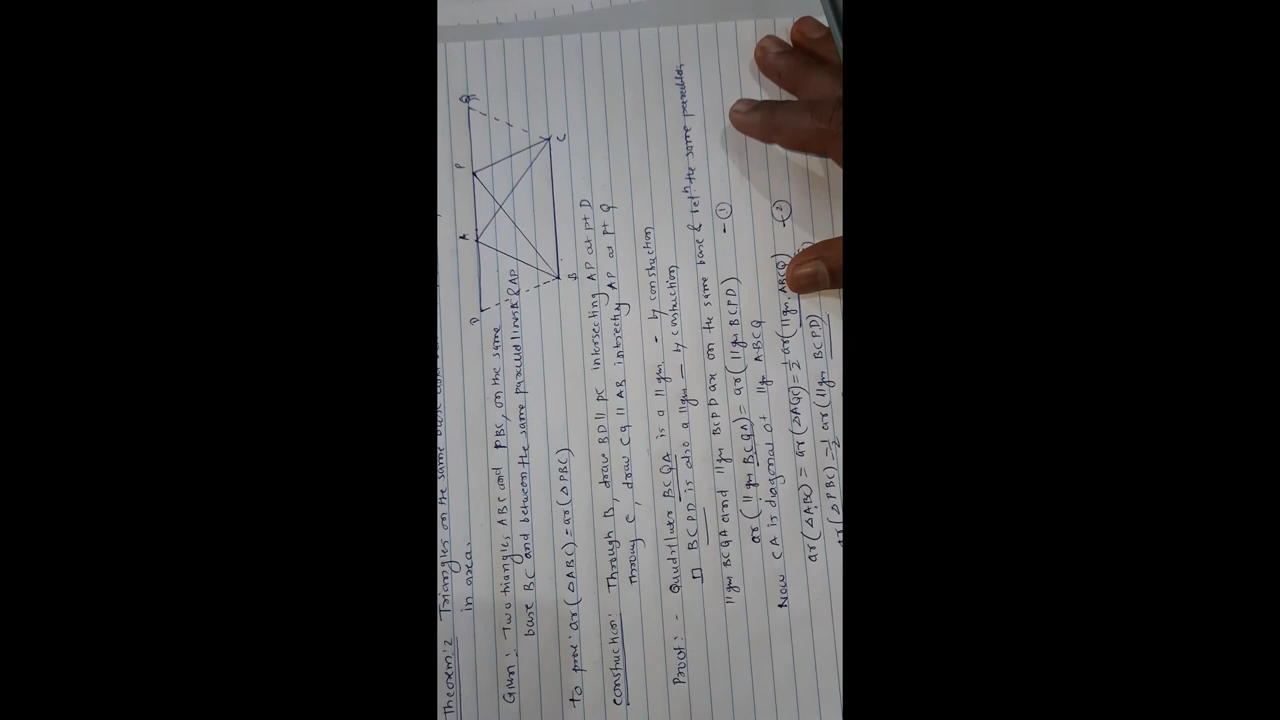 Theorem: 2 Triangles on the same
in area.
Given: Two triangles ABC and PBC, on the same
base BC and between the same parallel lines BC & AP
to prove: ar(△ABC) = ar(△PBC)
construction: Through B, draw BD || PC intersecting AP at pt D
through C, draw CQ || AB intersecting AP at pt Q
Proof: - Quadrilateral BCQA is a ||gm. - by construction
□ BCPD is also a ||gm - by construction
||gm BCQA and ||gm BCPD are on the same base & betn the same parallels
ar(||gm BCQA) = ar(||gm BCPD) - ①
Now CA is diagonal of ||gm ABCQ
ar(△ABC) = ar(△AQC) = 1/2 ar(||gm ABCQ) - ②
ar(△PBC) = 1/2 ar(||gm BCPD)
D A P Q
B C